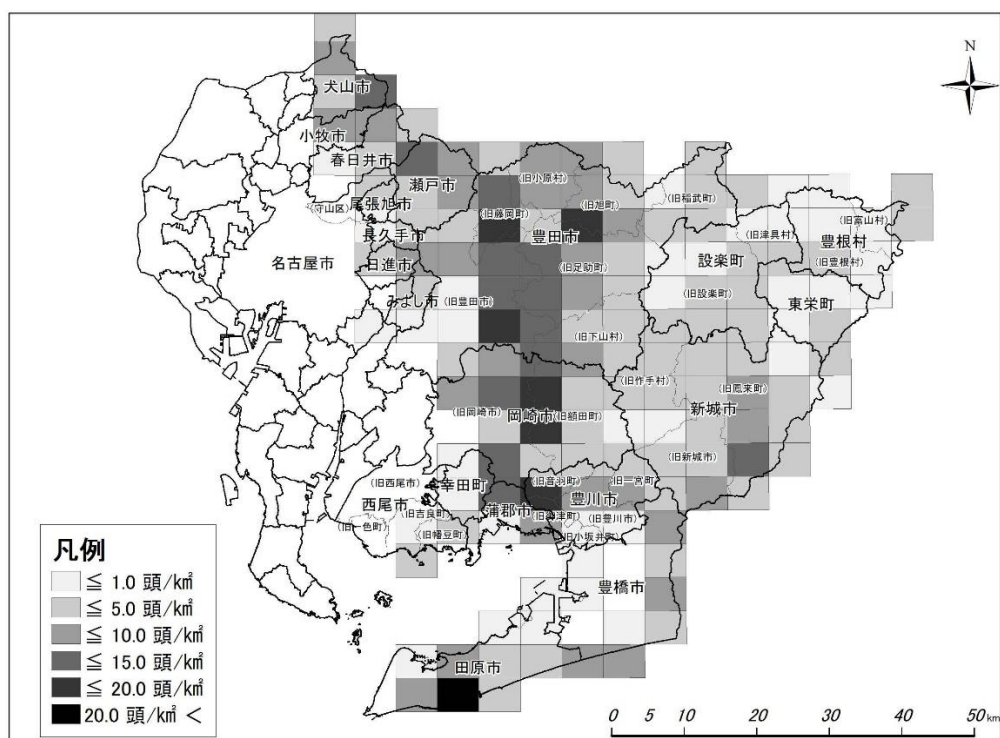 N
犬山市
小牧市
春日井市
瀬戸市
(旧小原村)
(旧稲武町)
尾張旭市
(守山区)
(旧藤岡町)
(旧旭町)
(旧富山村)
長久手市
豊田市
(旧津具村)
豊根村
名古屋市
日進市
(旧足助町)
設楽町
(旧豊根村)
みよし市
(旧豊田市)
(旧設楽町)
東栄町
(旧下山村)
(旧作手村)
(旧鳳来町)
(旧岡崎市)
岡崎市
(旧額田町)
新城市
(旧新城市)
(旧西尾市)
幸田町
(旧音羽町)
(旧一宮町)
西尾市
豊川市
(旧吉良町)
蒲郡市
(旧豊川市)
(旧一色町)
(旧幡豆町)
(旧小坂井町)
豊橋市
田原市
凡例
≦ 1.0 頭/㎢
≦ 5.0 頭/㎢
≦ 10.0 頭/㎢
≦ 15.0 頭/㎢
≦ 20.0 頭/㎢
20.0 頭/㎢ <
0 5 10 20 30 40 50 km